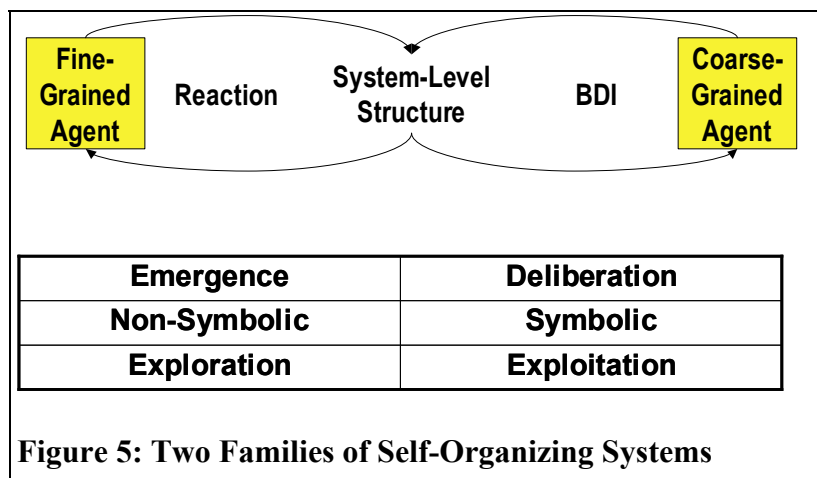 Fine-
Grained
Agent
Reaction
System-Level
Structure
BDI
Coarse-
Grained
Agent
Emergence Deliberation
Non-Symbolic Symbolic
Exploration Exploitation
Figure 5: Two Families of Self-Organizing Systems